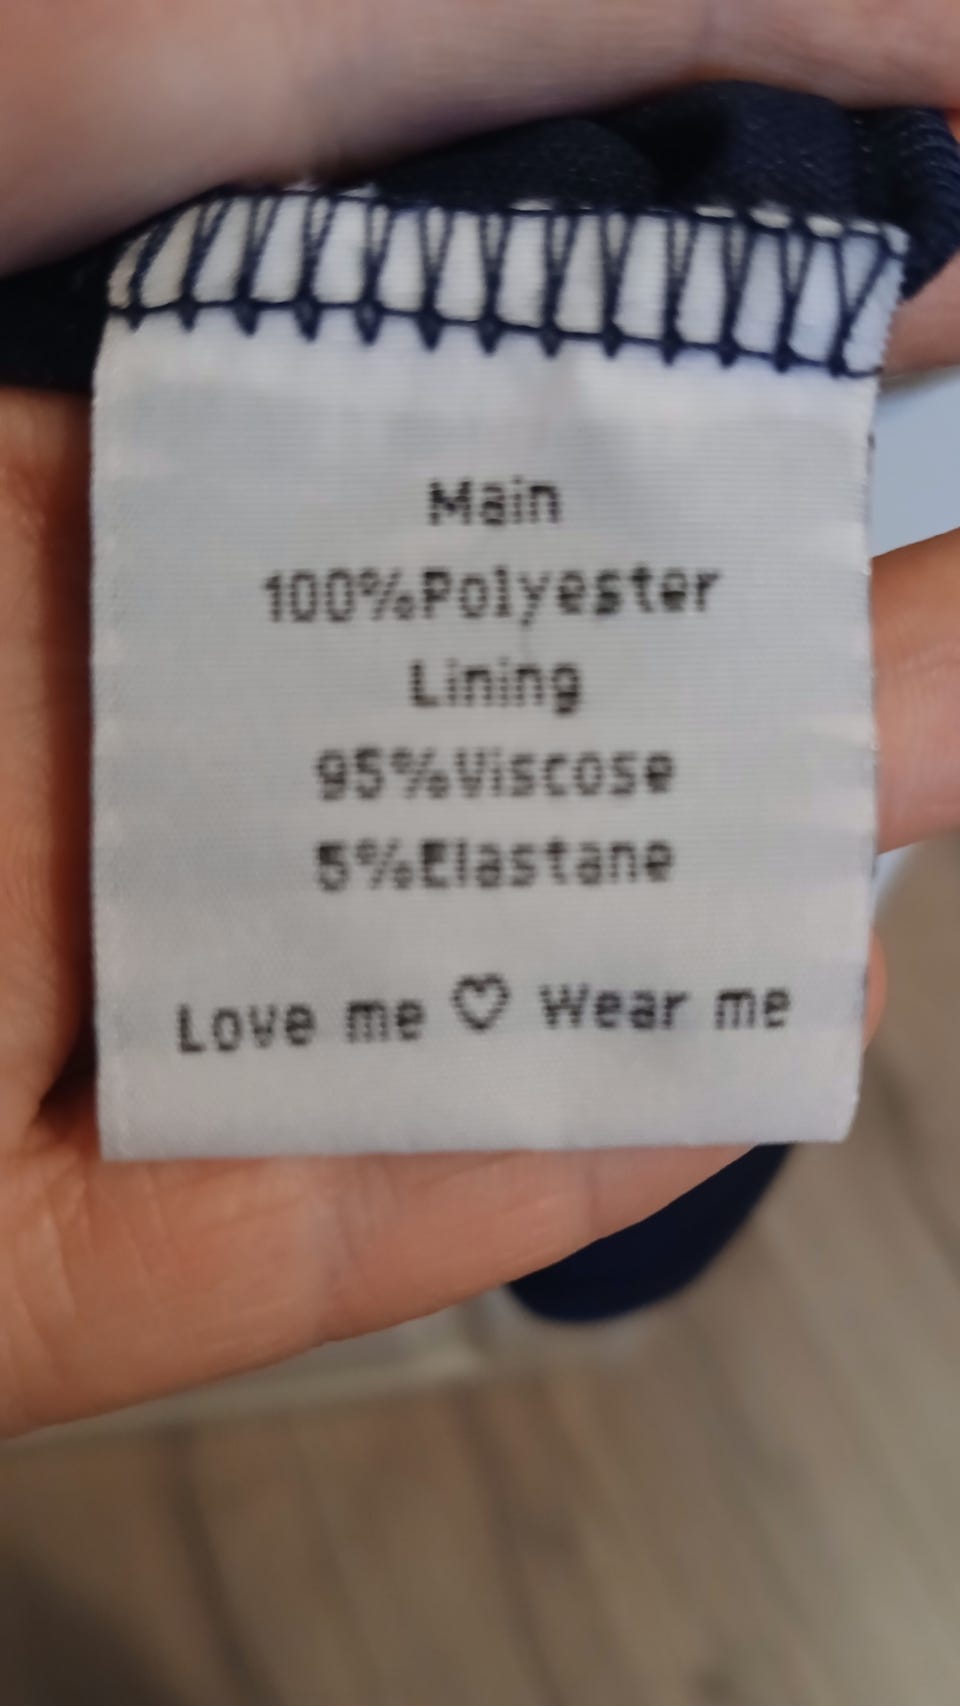 Main
100%Polyester
Lining
95%Viscose
5%Elastane
Love me ♡ Wear me